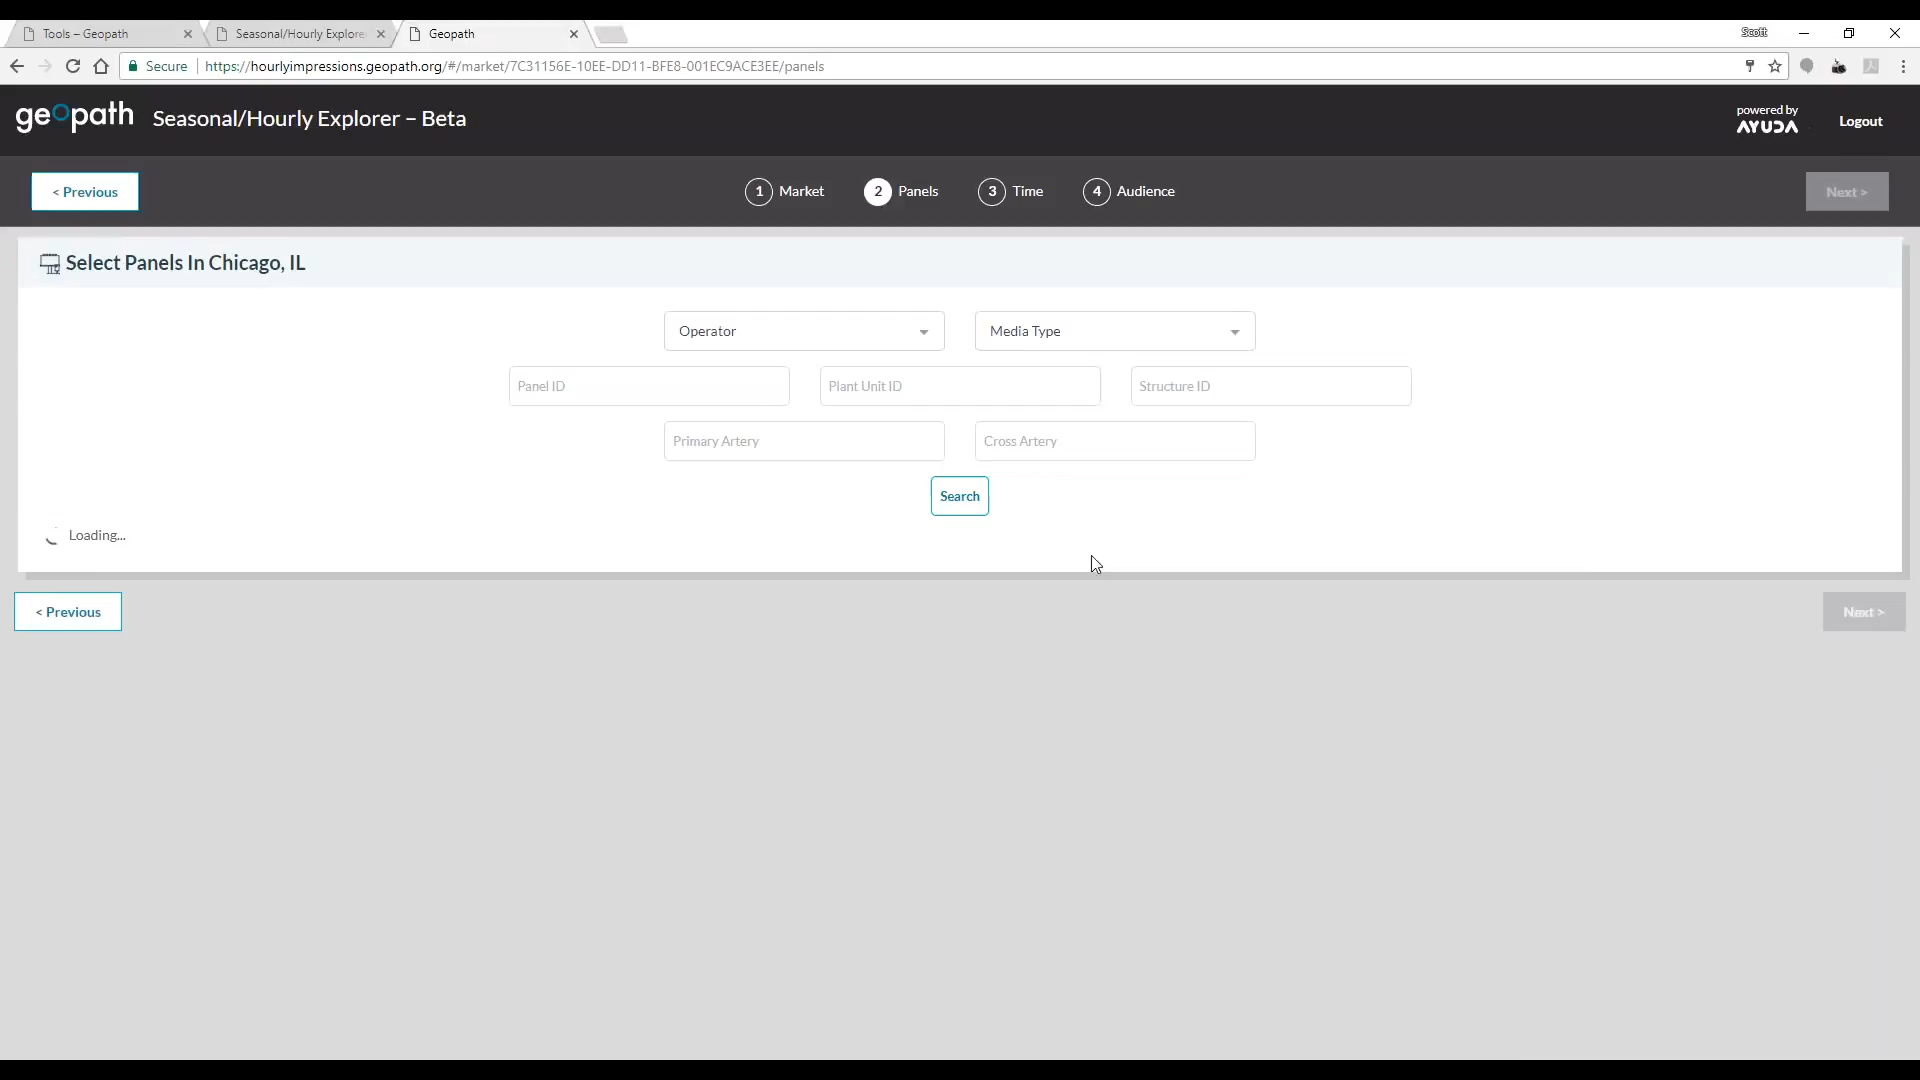 Tools – Geopath
Seasonal/Hourly Explore
Geopath
Scott
Secure
https://hourlyimpressions.geopath.org/#/market/7C31156E-10EE-DD11-BFE8-001EC9ACE3EE/panels
geopath
Seasonal/Hourly Explorer – Beta
powered by
AYUDA
Logout
< Previous
1 Market
2 Panels
3 Time
4 Audience
Next >
Select Panels In Chicago, IL
Operator
Media Type
Panel ID
Plant Unit ID
Structure ID
Primary Artery
Cross Artery
Search
Loading...
< Previous
Next >